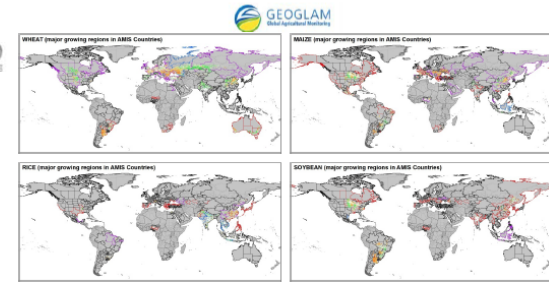 GEOGLAM
Global Agricultural Monitoring
WHEAT (major growing regions in AMIS Countries)
MAIZE (major growing regions in AMIS Countries)
RICE (major growing regions in AMIS Countries)
SOYBEAN (major growing regions in AMIS Countries)